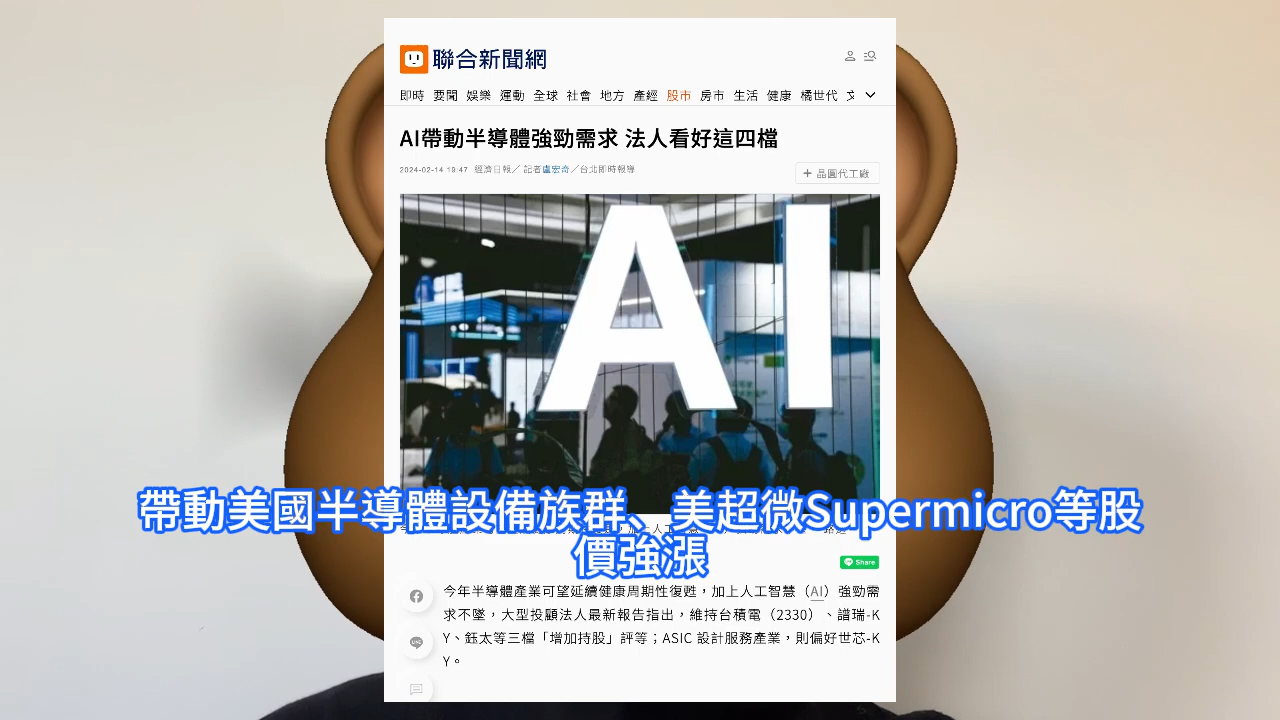 聯合新聞網
即時 要聞 娛樂 運動 全球 社會 地方 產經 股市 房市 生活 健康 橘世代
AI帶動半導體強勁需求 法人看好這四檔
2024-02-14 19:47 經濟日報／ 記者盧宏奇／台北即時報導
+ 晶圓代工廠
AI
帶動美國半導體設備族群、美超微Supermicro等股
價強漲
Share
今年半導體產業可望延續健康周期性復甦，加上人工智慧（AI）強勁需
求不墜，大型投顧法人最新報告指出，維持台積電（2330）、譜瑞-K
Y、鈺太等三檔「增加持股」評等；ASIC 設計服務產業，則偏好世芯-K
Y。